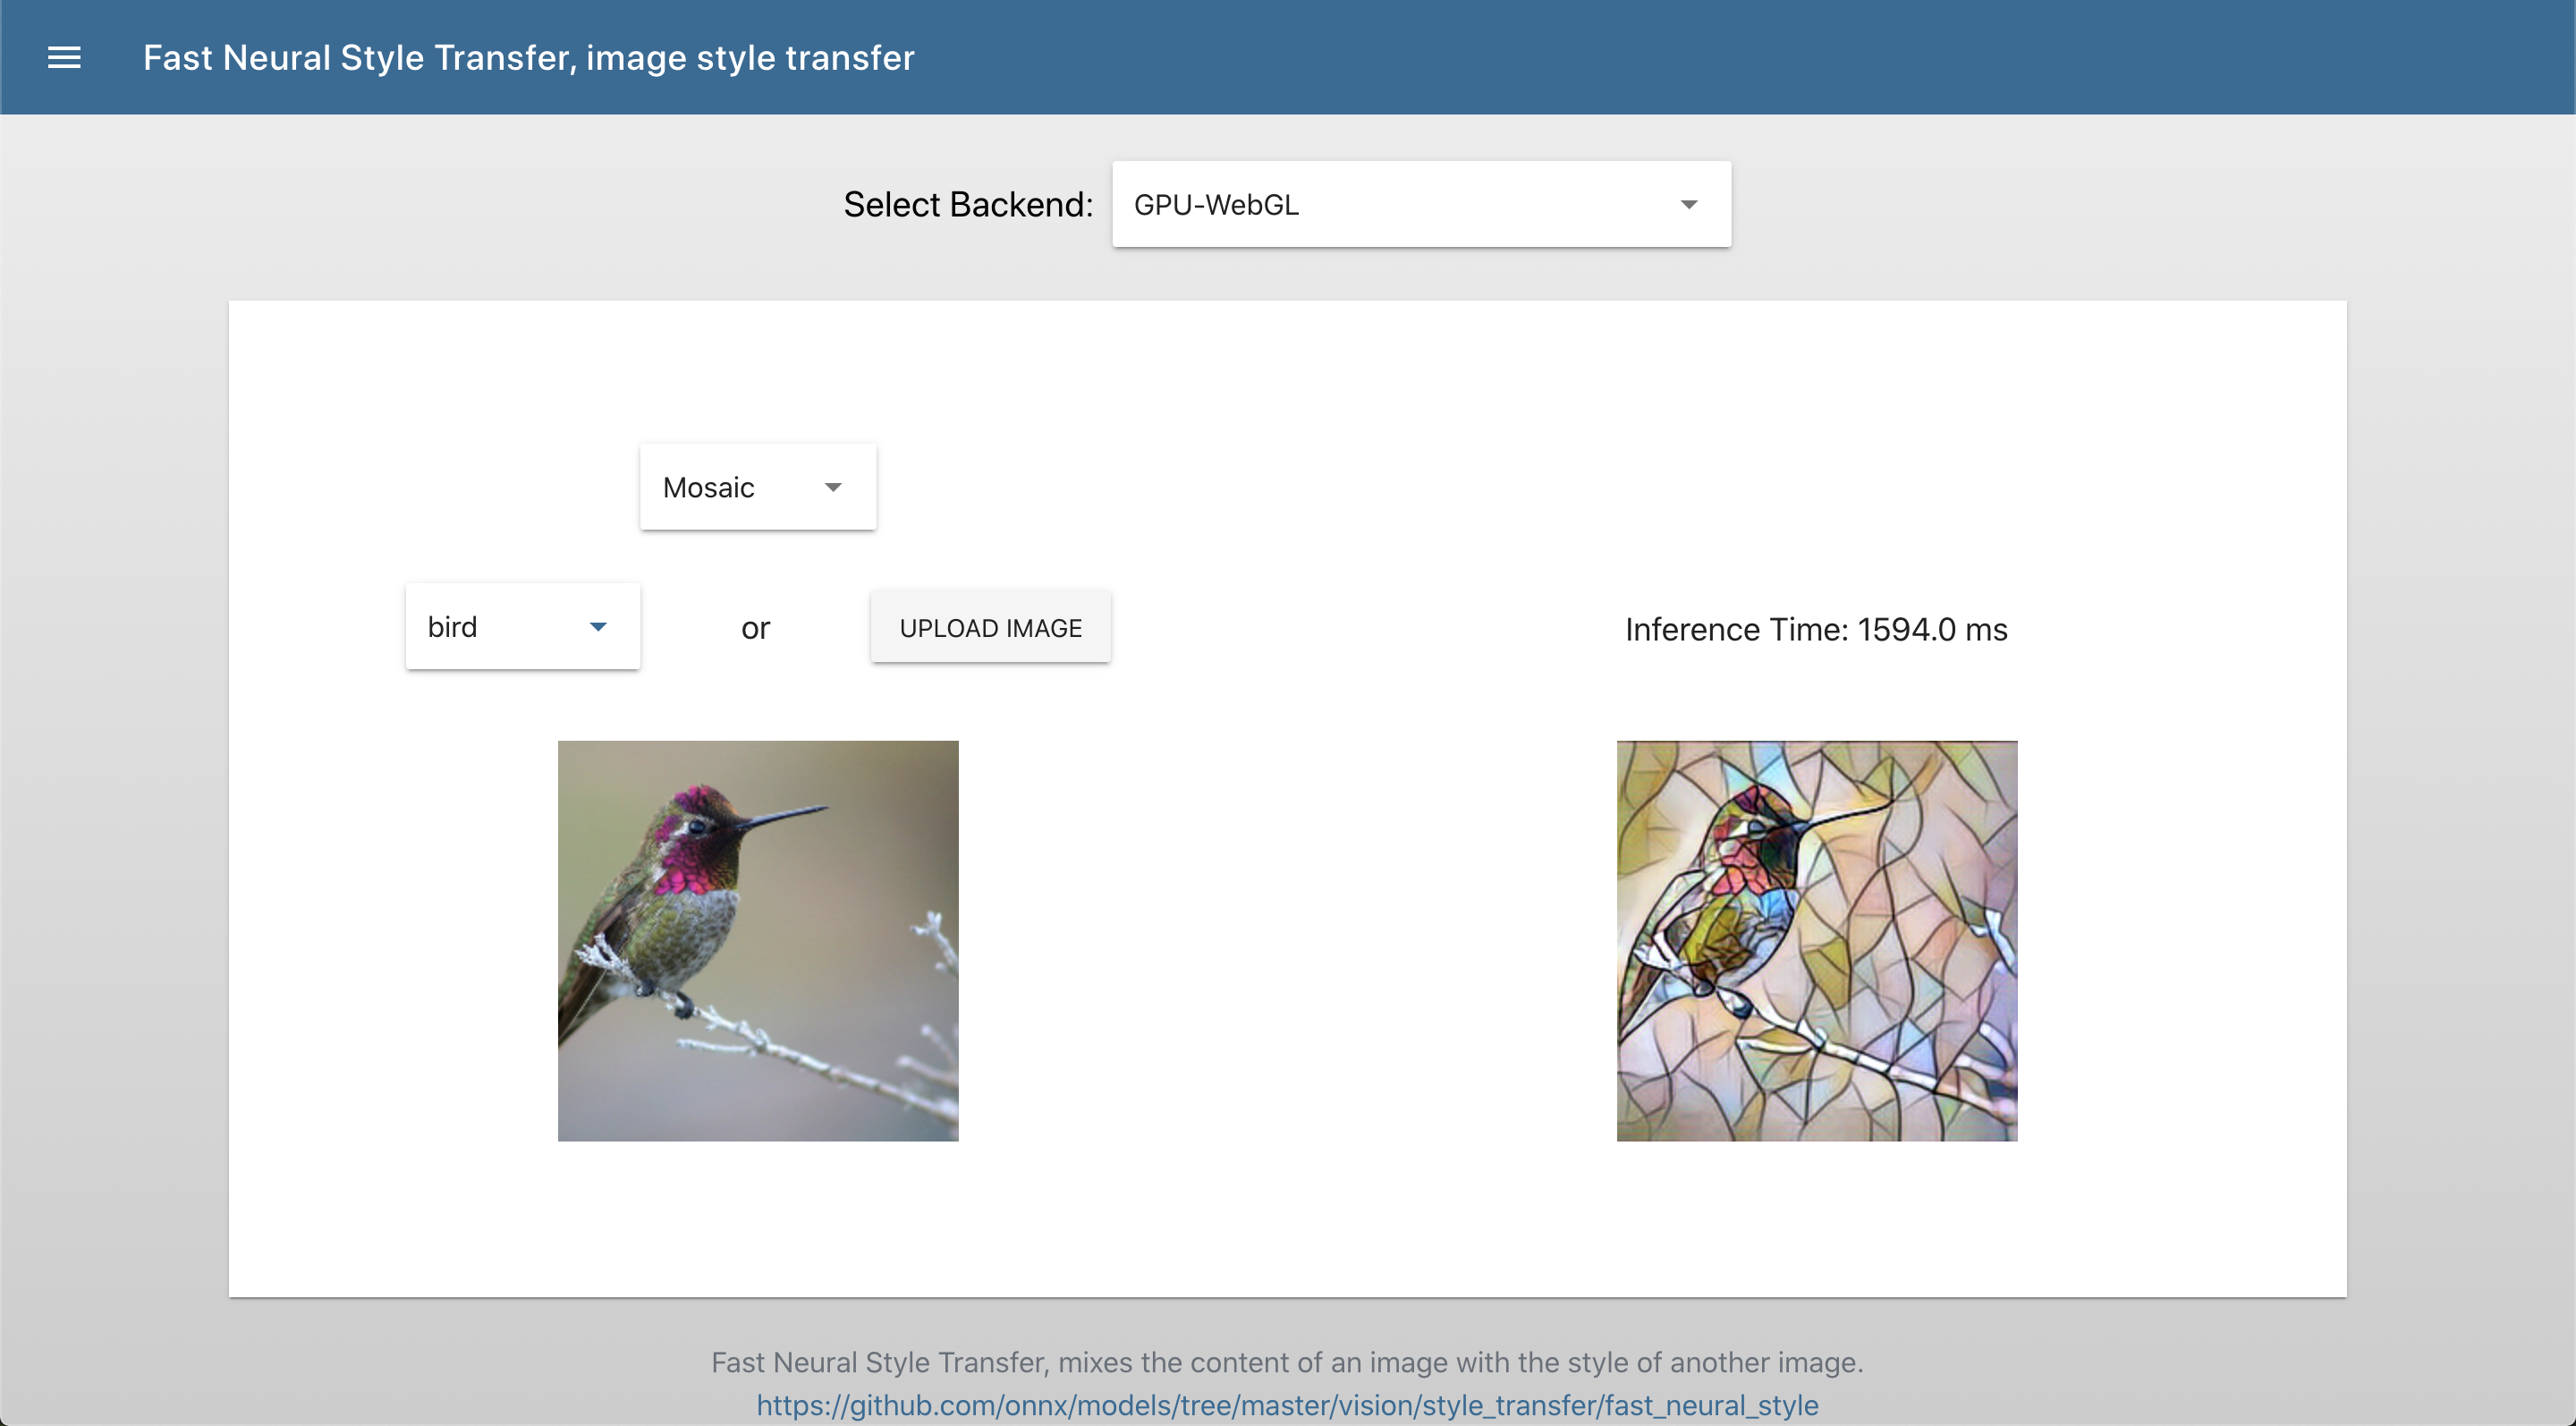 Fast Neural Style Transfer, image style transfer
Select Backend: GPU-WebGL
Mosaic
bird or UPLOAD IMAGE
Inference Time: 1594.0 ms
Fast Neural Style Transfer, mixes the content of an image with the style of another image.
https://github.com/onnx/models/tree/master/vision/style_transfer/fast_neural_style